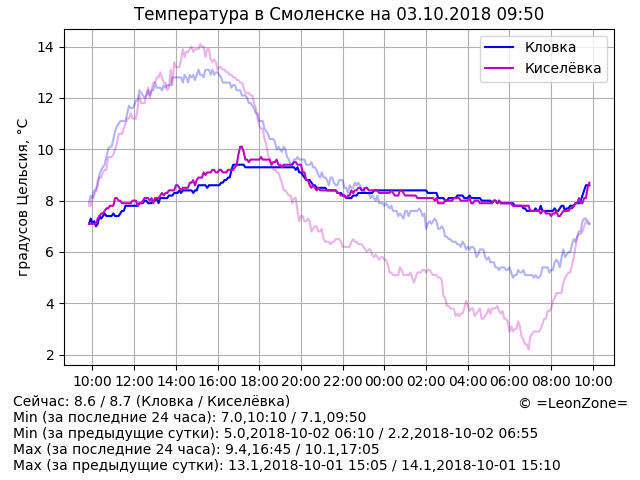 Температура в Смоленске на 03.10.2018 09:50
Кловка
Киселёвка
градусов Цельсия, °C
14
12
10
8
6
4
2
10:00 12:00 14:00 16:00 18:00 20:00 22:00 00:00 02:00 04:00 06:00 08:00 10:00
Сейчас: 8.6 / 8.7 (Кловка / Киселёвка)
© =LeonZone=
Min (за последние 24 часа): 7.0,10:10 / 7.1,09:50
Min (за предыдущие сутки): 5.0,2018-10-02 06:10 / 2.2,2018-10-02 06:55
Max (за последние 24 часа): 9.4,16:45 / 10.1,17:05
Max (за предыдущие сутки): 13.1,2018-10-01 15:05 / 14.1,2018-10-01 15:10